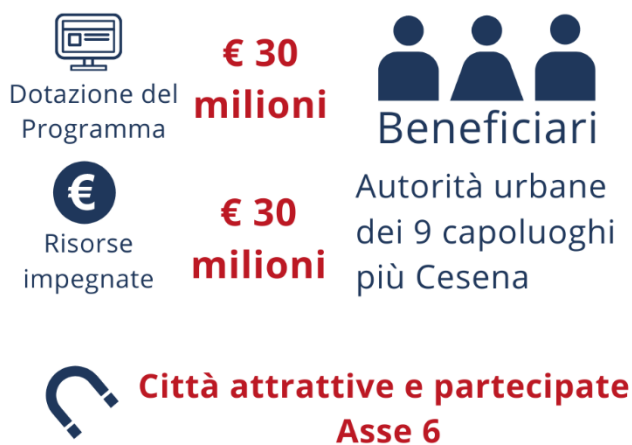 Dotazione del
Programma
€ 30
milioni
€
Risorse
impegnate
€ 30
milioni
Beneficiari
Autorità urbane
dei 9 capoluoghi
più Cesena
Città attrattive e partecipate
Asse 6